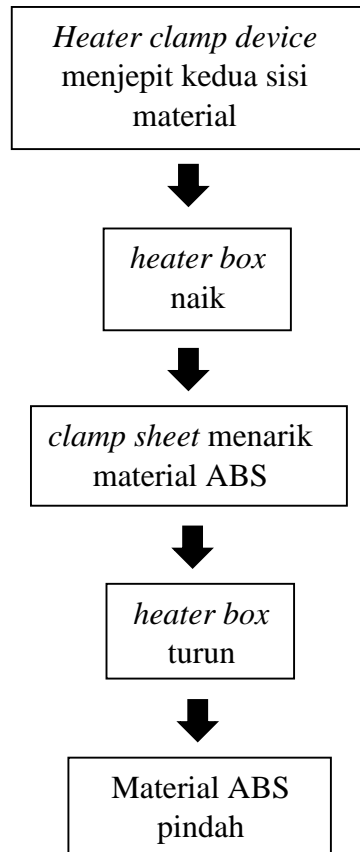 Heater clamp device
menjepit kedua sisi
material
heater box
naik
clamp sheet menarik
material ABS
heater box
turun
Material ABS
pindah